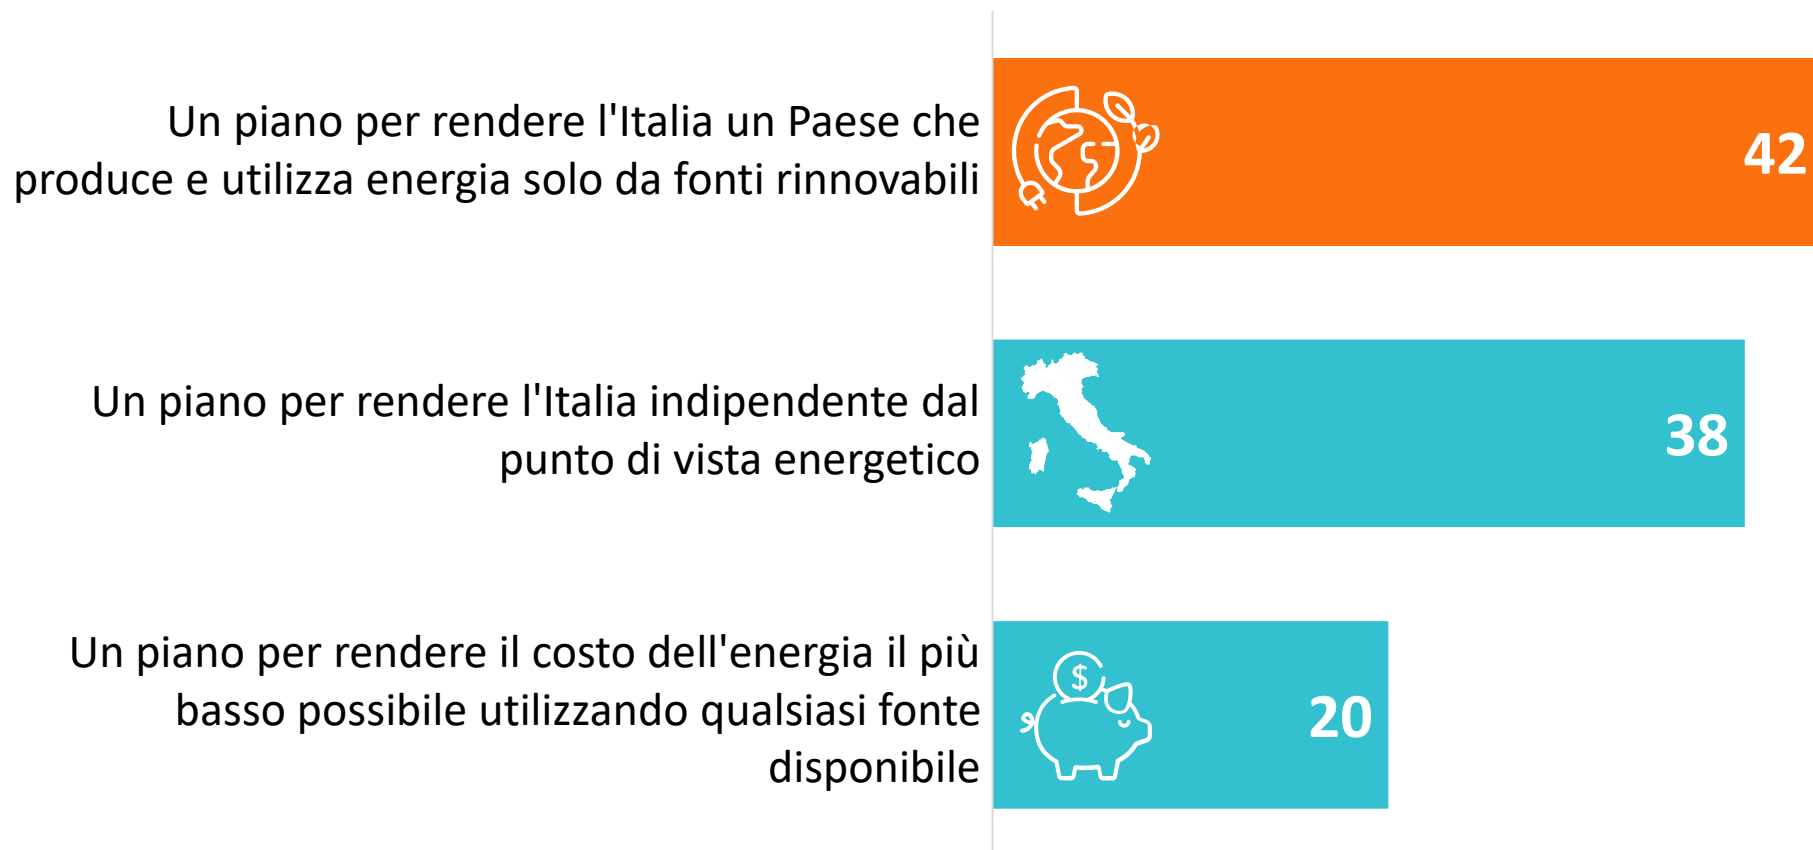 Un piano per rendere l'Italia un Paese che
produce e utilizza energia solo da fonti rinnovabili
42
Un piano per rendere l'Italia indipendente dal
punto di vista energetico
38
Un piano per rendere il costo dell'energia il più
basso possibile utilizzando qualsiasi fonte
disponibile
$
20